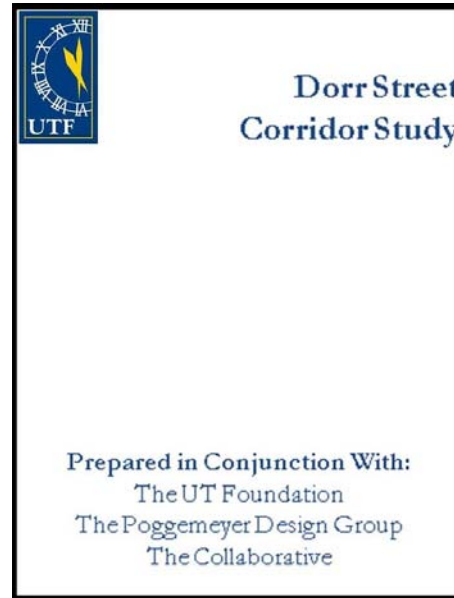 UTF
Dorr Street
Corridor Study
Prepared in Conjunction With:
The UT Foundation
The Poggemeyer Design Group
The Collaborative